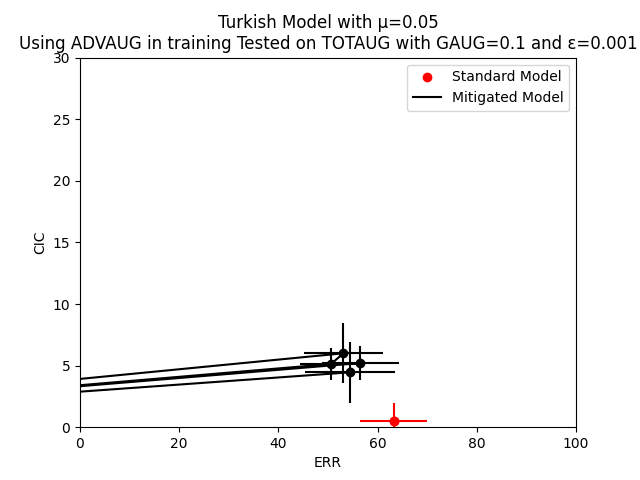 Turkish Model with μ=0.05
Using ADVAUG in training Tested on TOTAUG with GAUG=0.1 and ε=0.001
Standard Model
Mitigated Model
CIC
30
25
20
15
10
5
0
0 20 40 60 80 100
ERR